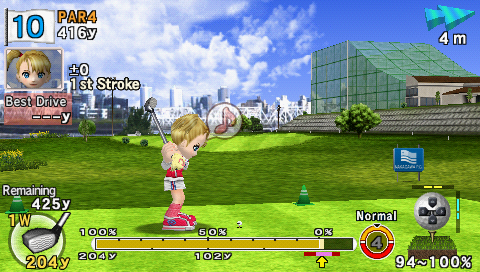 10
PAR4
416y
±0
1st Stroke
Best Drive
---y
4 m
Remaining
425y
1W
204y
100%
50%
0%
204y
102y
Normal
4
94~100%